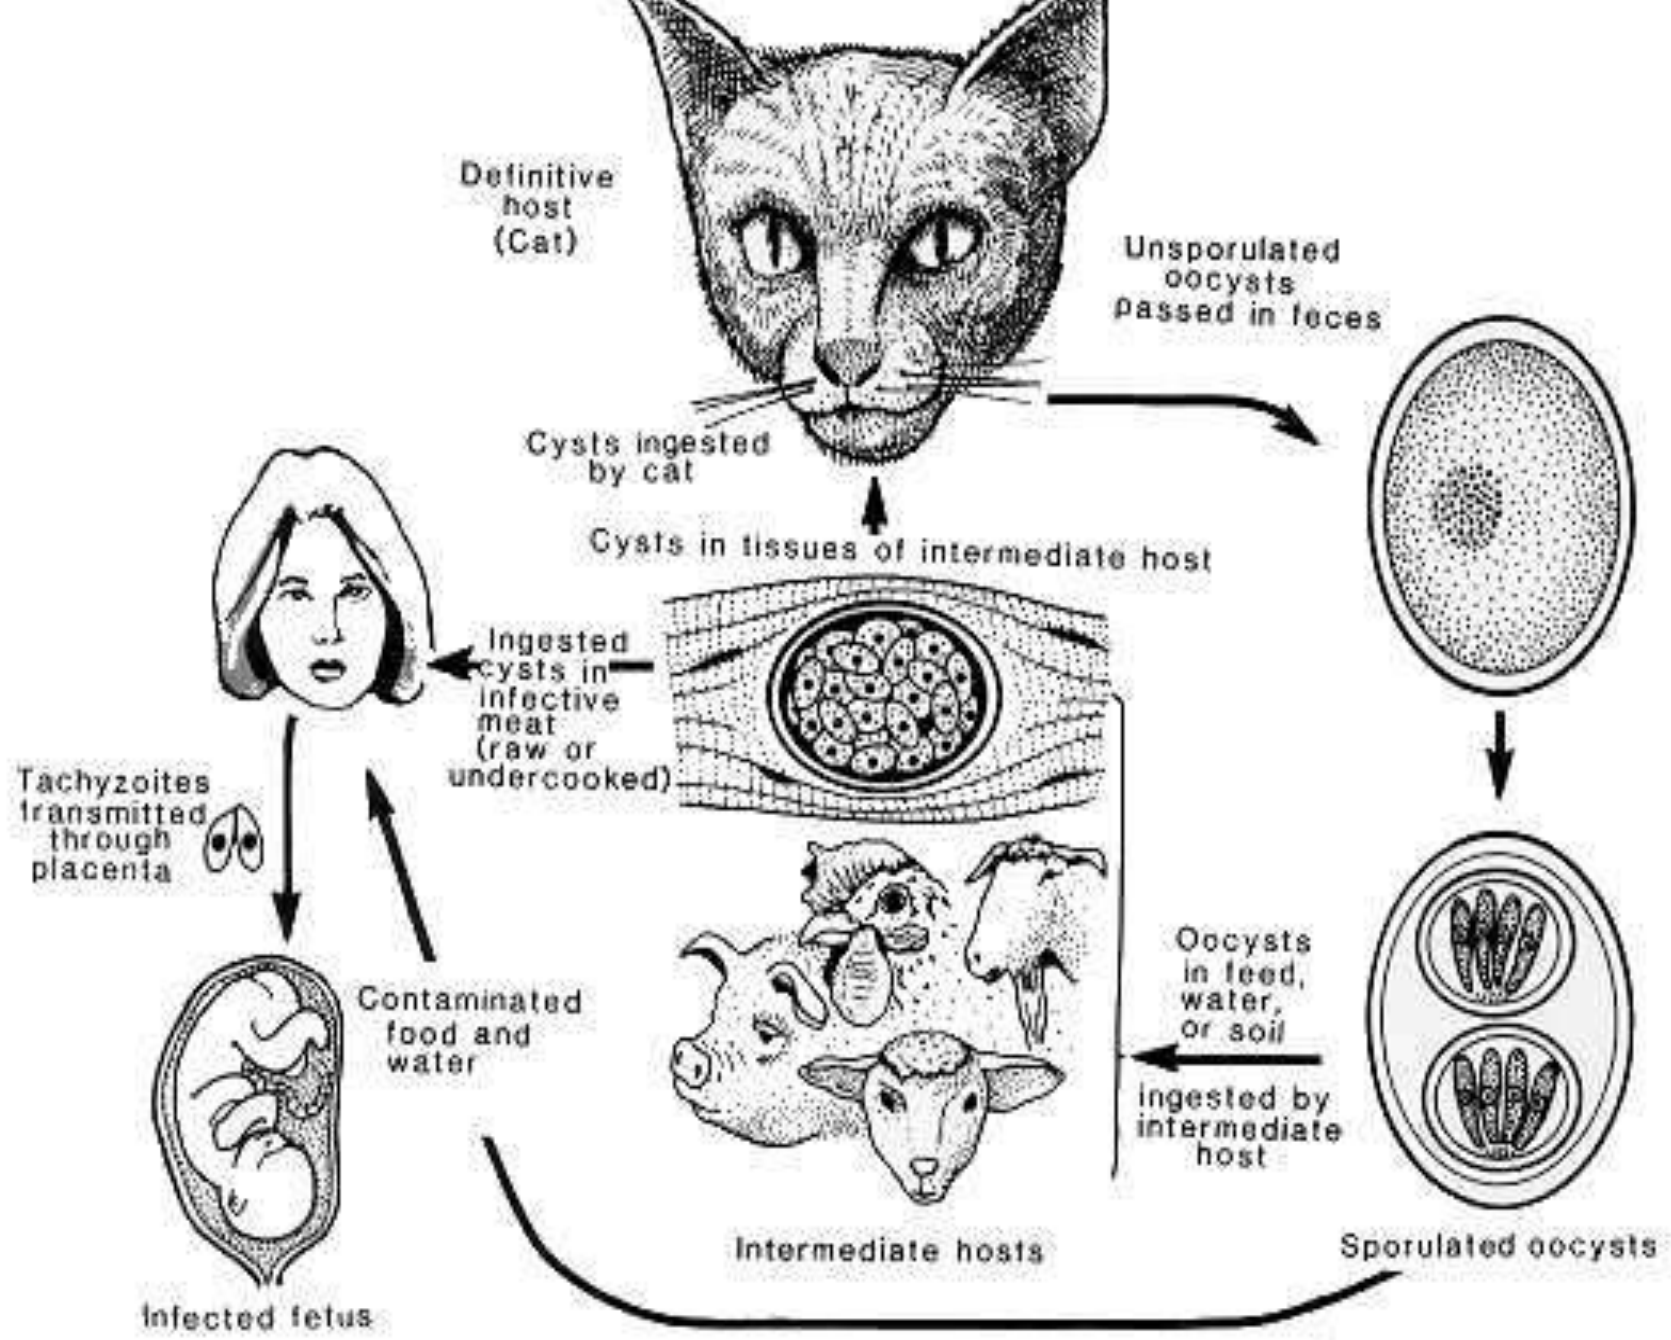 Definitive
host
(Cat)
Unsporulated
oocysts
passed in feces
Cysts ingested
by cat
Cysts in tissues of intermediate host
Ingested
cysts in
infective
meat
(raw or
undercooked)
Tachyzoites
transmitted
through
placenta
Contaminated
food and
water
Oocysts
in feed,
water,
or soil
ingested by
intermediate
host
Intermediate hosts
Sporulated oocysts
Infected fetus